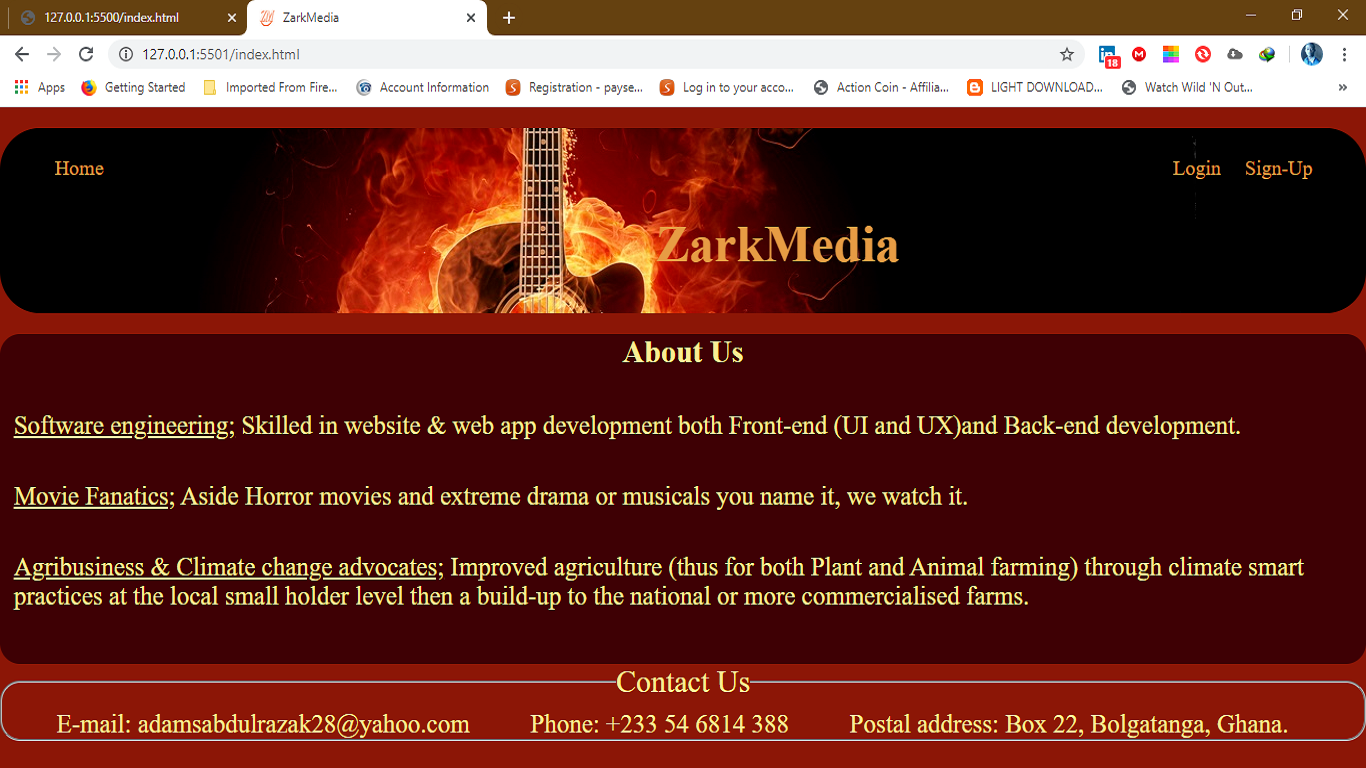 127.0.0.1:5500/index.html
ZarkMedia
127.0.0.1:5501/index.html
18
Apps
Getting Started
Imported From Fire...
Account Information
Registration - payse...
Log in to your acco...
Action Coin - Affilia...
LIGHT DOWNLOAD...
Watch Wild 'N Out...
»
Home
Login
Sign-Up
ZarkMedia
About Us
Software engineering; Skilled in website & web app development both Front-end (UI and UX)and Back-end development.
Movie Fanatics; Aside Horror movies and extreme drama or musicals you name it, we watch it.
Agribusiness & Climate change advocates; Improved agriculture (thus for both Plant and Animal farming) through climate smart
practices at the local small holder level then a build-up to the national or more commercialised farms.
Contact Us
E-mail: adamsabdulrazak28@yahoo.com
Phone: +233 54 6814 388
Postal address: Box 22, Bolgatanga, Ghana.